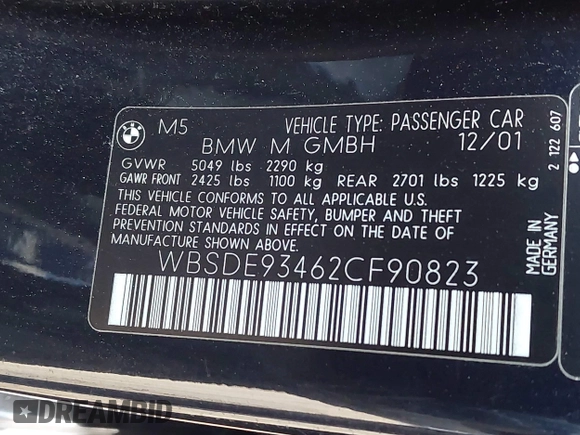 M5 VEHICLE TYPE: PASSENGER CAR
BMW M GMBH 12/01
GVWR 5049 lbs 2290 kg
GAWR FRONT 2425 lbs 1100 kg REAR 2701 lbs 1225 kg
THIS VEHICLE CONFORMS TO ALL APPLICABLE U.S.
FEDERAL MOTOR VEHICLE SAFETY, BUMPER AND THEFT
PREVENTION STANDARDS IN EFFECT ON THE DATE OF
MANUFACTURE SHOWN ABOVE.
WBSDE93462CF90823
MADE IN
GERMANY
2 122 607
BMW
DREAMBID